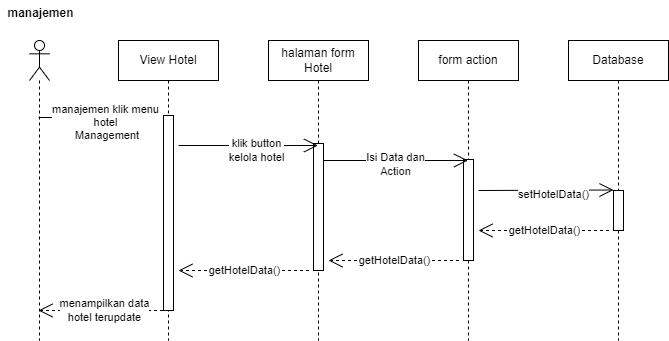 manajemen
View Hotel
halaman form
Hotel
form action
Database
manajemen klik menu
hotel
Management
klik button
kelola hotel
Isi Data dan
Action
setHotelData()
getHotelData()
getHotelData()
getHotelData()
menampilkan data
hotel terupdate